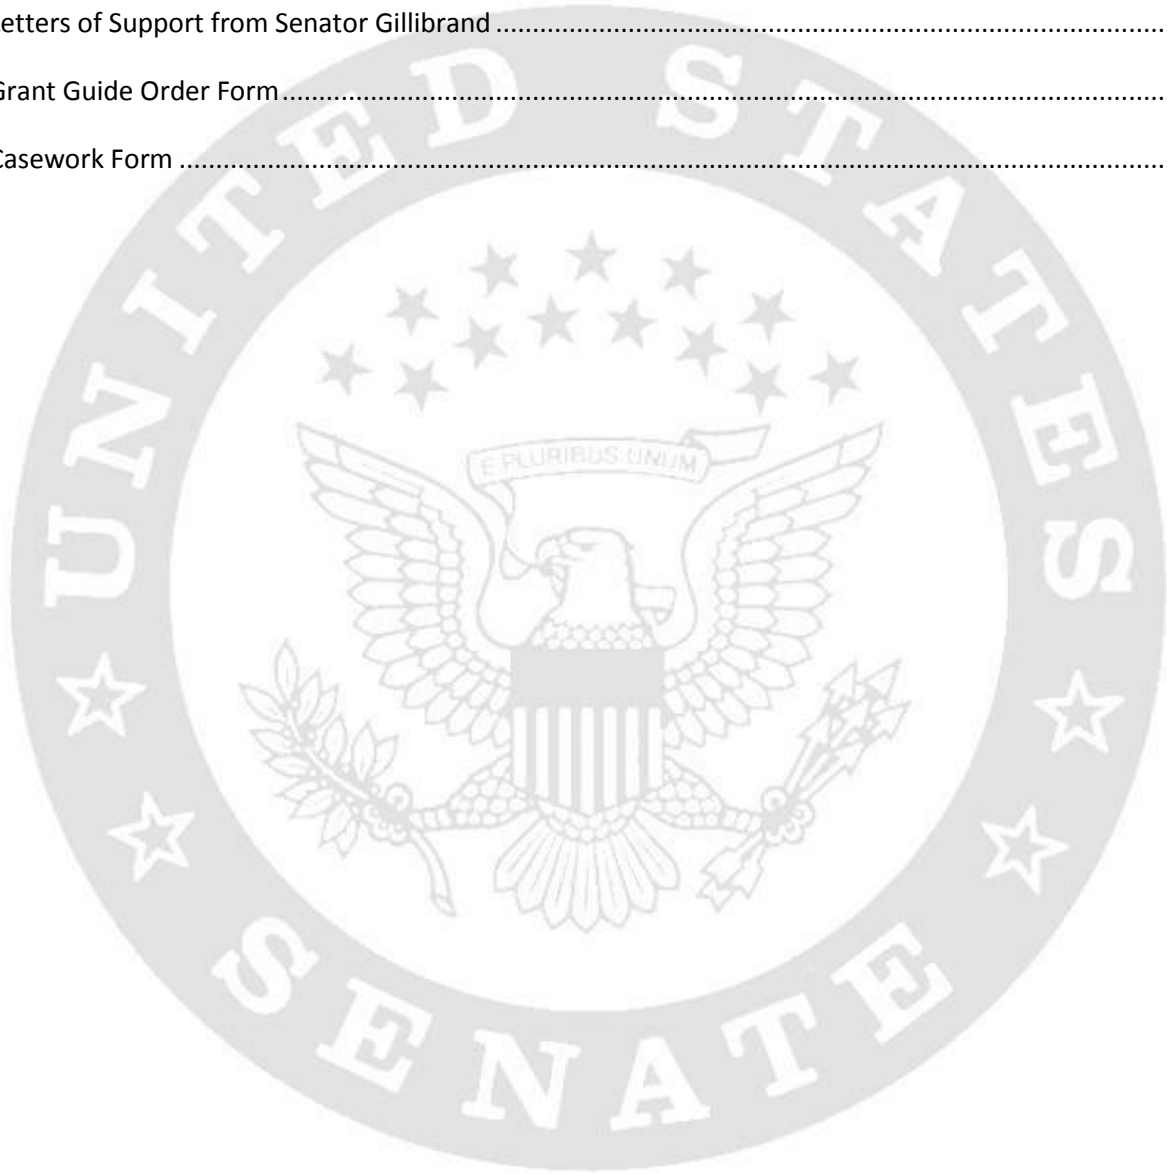 etters of Support from Senator Gillibrand ....................................................................................................
Grant Guide Order Form ....................................................................................................
Casework Form ....................................................................................................
UNITED STATES
E PLURIBUS UNUM
SENATE